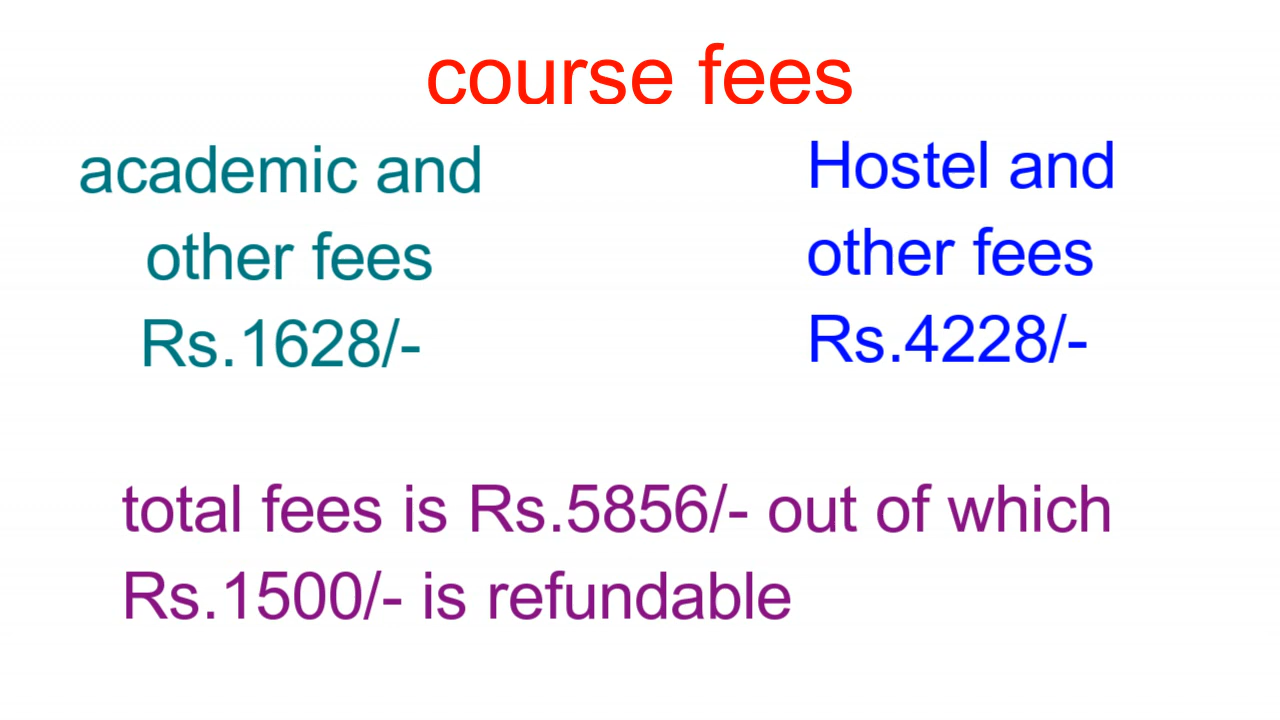 course fees
academic and
other fees
Rs.1628/-
Hostel and
other fees
Rs.4228/-
total fees is Rs.5856/- out of which
Rs.1500/- is refundable